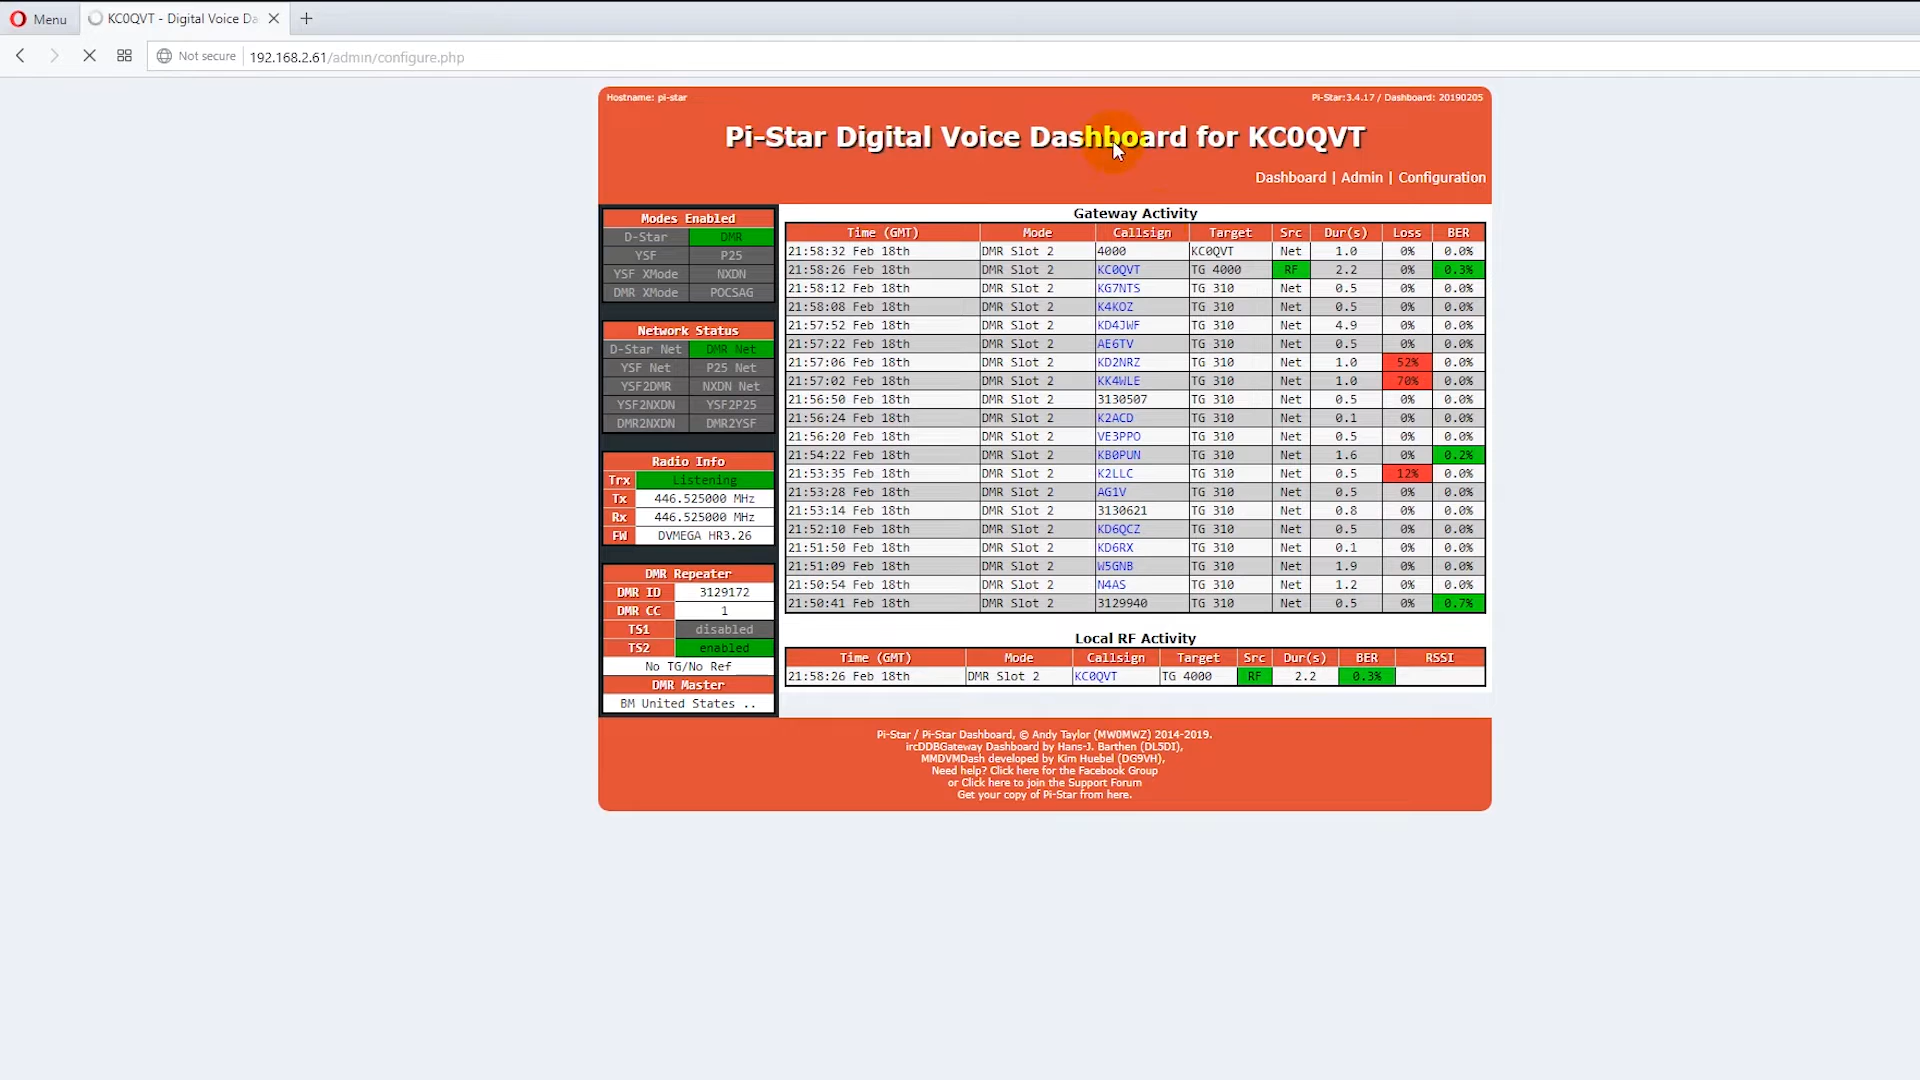 Menu
KC0QVT - Digital Voice Da
Not secure
192.168.2.61/admin/configure.php
Hostname: pi-star
Pi-Star:3.4.17 / Dashboard: 20190205
Pi-Star Digital Voice Dashboard for KC0QVT
Dashboard | Admin | Configuration
Modes Enabled
D-Star DMR
YSF P25
YSF XMode NXDN
DMR XMode POCSAG
Network Status
D-Star Net DMR Net
YSF Net P25 Net
YSF2DMR NXDN Net
YSF2NXDN YSF2P25
DMR2NXDN DMR2YSF
Radio Info
Trx Listening
Tx 446.525000 MHz
Rx 446.525000 MHz
FW DVMEGA HR3.26
DMR Repeater
DMR ID 3129172
DMR CC 1
TS1 disabled
TS2 enabled
No TG/No Ref
DMR Master
BM United States ..
Gateway Activity
Time (GMT) Mode Callsign Target Src Dur(s) Loss BER
21:58:32 Feb 18th DMR Slot 2 4000 KC0QVT Net 1.0 0% 0.0%
21:58:26 Feb 18th DMR Slot 2 KC0QVT TG 4000 RF 2.2 0% 0.3%
21:58:12 Feb 18th DMR Slot 2 KG7NTS TG 310 Net 0.5 0% 0.0%
21:58:08 Feb 18th DMR Slot 2 K4KOZ TG 310 Net 0.5 0% 0.0%
21:57:52 Feb 18th DMR Slot 2 KD4JWF TG 310 Net 4.9 0% 0.0%
21:57:22 Feb 18th DMR Slot 2 AE6TV TG 310 Net 0.5 0% 0.0%
21:57:06 Feb 18th DMR Slot 2 KD2NRZ TG 310 Net 1.0 52% 0.0%
21:57:02 Feb 18th DMR Slot 2 KK4WLE TG 310 Net 1.0 70% 0.0%
21:56:50 Feb 18th DMR Slot 2 3130507 TG 310 Net 0.5 0% 0.0%
21:56:24 Feb 18th DMR Slot 2 K2ACD TG 310 Net 0.1 0% 0.0%
21:56:20 Feb 18th DMR Slot 2 VE3PPO TG 310 Net 0.5 0% 0.0%
21:54:22 Feb 18th DMR Slot 2 KB0PUN TG 310 Net 1.6 0% 0.2%
21:53:35 Feb 18th DMR Slot 2 K2LLC TG 310 Net 0.5 12% 0.0%
21:53:28 Feb 18th DMR Slot 2 AG1V TG 310 Net 0.5 0% 0.0%
21:53:14 Feb 18th DMR Slot 2 3130621 TG 310 Net 0.8 0% 0.0%
21:52:10 Feb 18th DMR Slot 2 KD6QCZ TG 310 Net 0.5 0% 0.0%
21:51:50 Feb 18th DMR Slot 2 KD6RX TG 310 Net 0.1 0% 0.0%
21:51:09 Feb 18th DMR Slot 2 W5GNB TG 310 Net 1.9 0% 0.0%
21:50:54 Feb 18th DMR Slot 2 N4AS TG 310 Net 1.2 0% 0.0%
21:50:41 Feb 18th DMR Slot 2 3129940 TG 310 Net 0.5 0% 0.7%
Local RF Activity
Time (GMT) Mode Callsign Target Src Dur(s) BER RSSI
21:58:26 Feb 18th DMR Slot 2 KC0QVT TG 4000 RF 2.2 0.3%
Pi-Star / Pi-Star Dashboard, © Andy Taylor (MW0MWZ) 2014-2019.
ircDDBGateway Dashboard by Hans-J. Barthen (DL5DI),
MMDVMDash developed by Kim Huebel (DG9VH),
Need help? Click here for the Facebook Group
or Click here to join the Support Forum
Get your copy of Pi-Star from here.